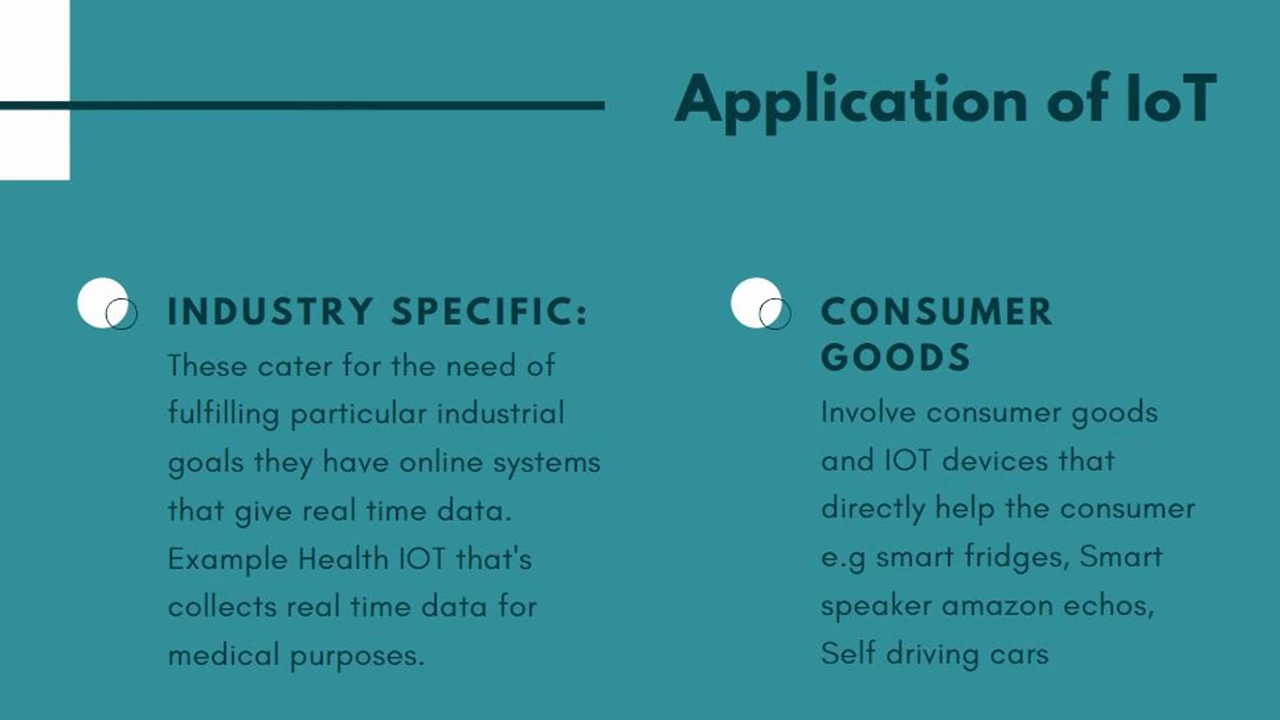 Application of IoT
INDUSTRY SPECIFIC:
These cater for the need of
fulfilling particular industrial
goals they have online systems
that give real time data.
Example Health IOT that's
collects real time data for
medical purposes.
CONSUMER
GOODS
Involve consumer goods
and IOT devices that
directly help the consumer
e.g smart fridges, Smart
speaker amazon echos,
Self driving cars